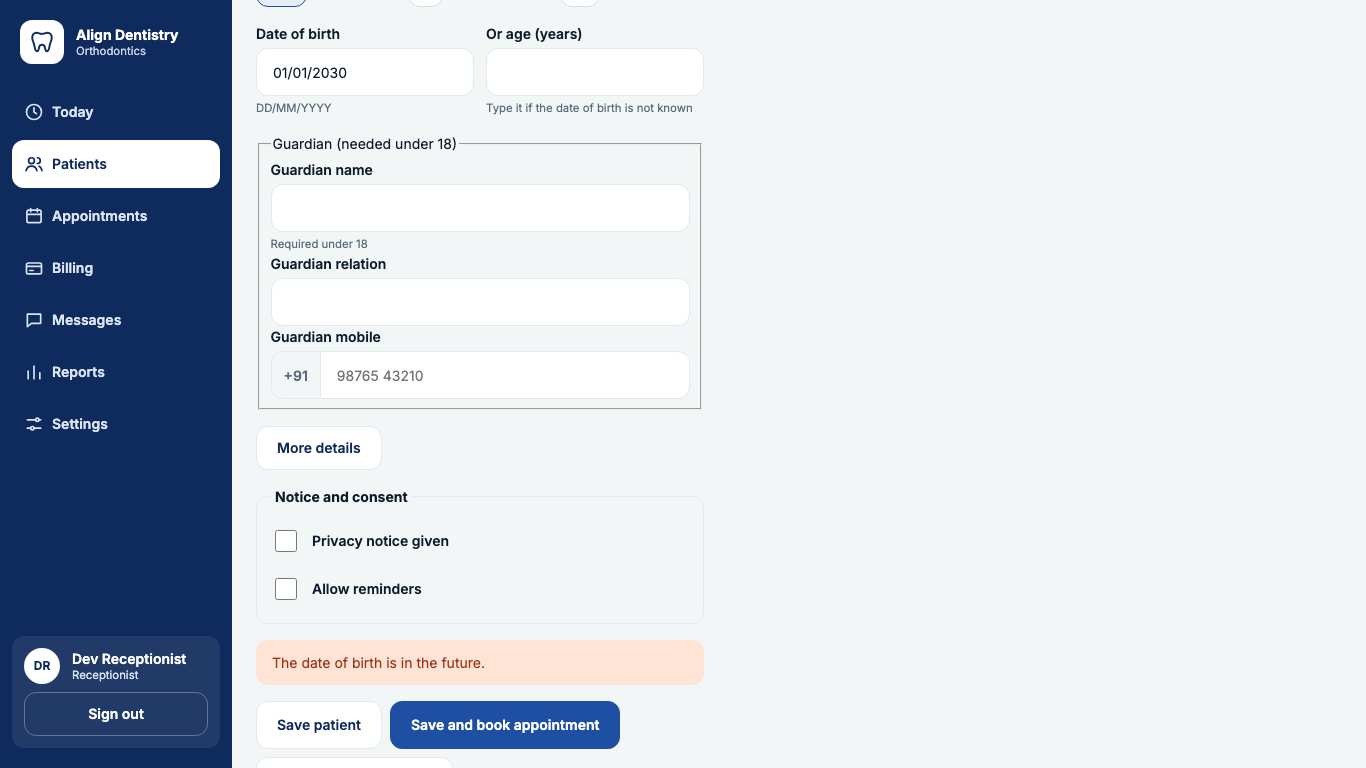 Align Dentistry
Orthodontics
Today
Patients
Appointments
Billing
Messages
Reports
Settings
DR
Dev Receptionist
Receptionist
Sign out
Date of birth
01/01/2030
DD/MM/YYYY
Or age (years)
Type it if the date of birth is not known
Guardian (needed under 18)
Guardian name
Required under 18
Guardian relation
Guardian mobile
+91 98765 43210
More details
Notice and consent
Privacy notice given
Allow reminders
The date of birth is in the future.
Save patient
Save and book appointment